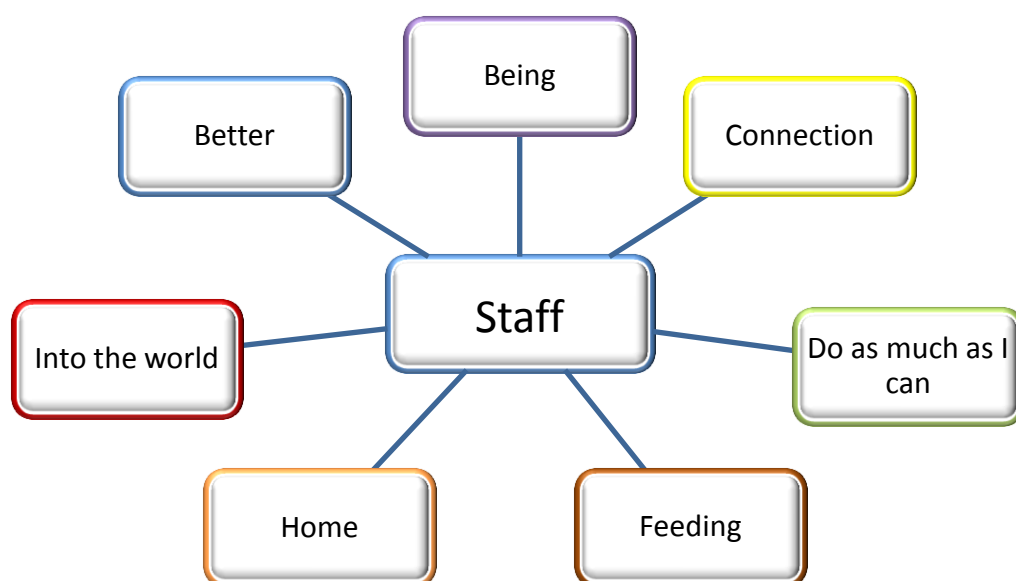 Being
Better
Connection
Staff
Into the world
Do as much as I
can
Home
Feeding